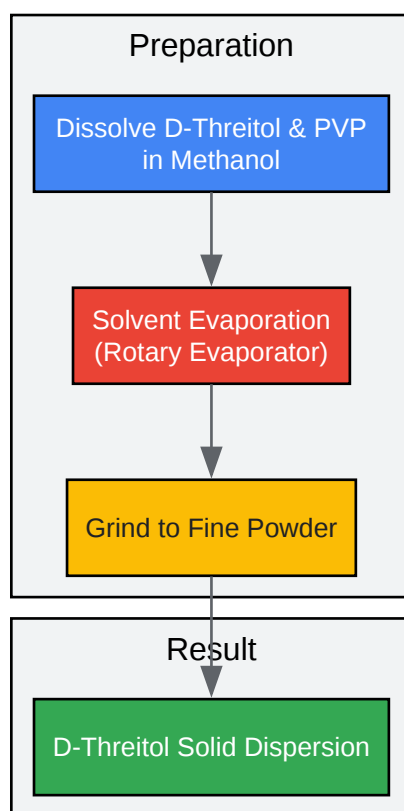 Preparation
Dissolve D-Threitol & PVP
in Methanol
Solvent Evaporation
(Rotary Evaporator)
Grind to Fine Powder
Result
D-Threitol Solid Dispersion